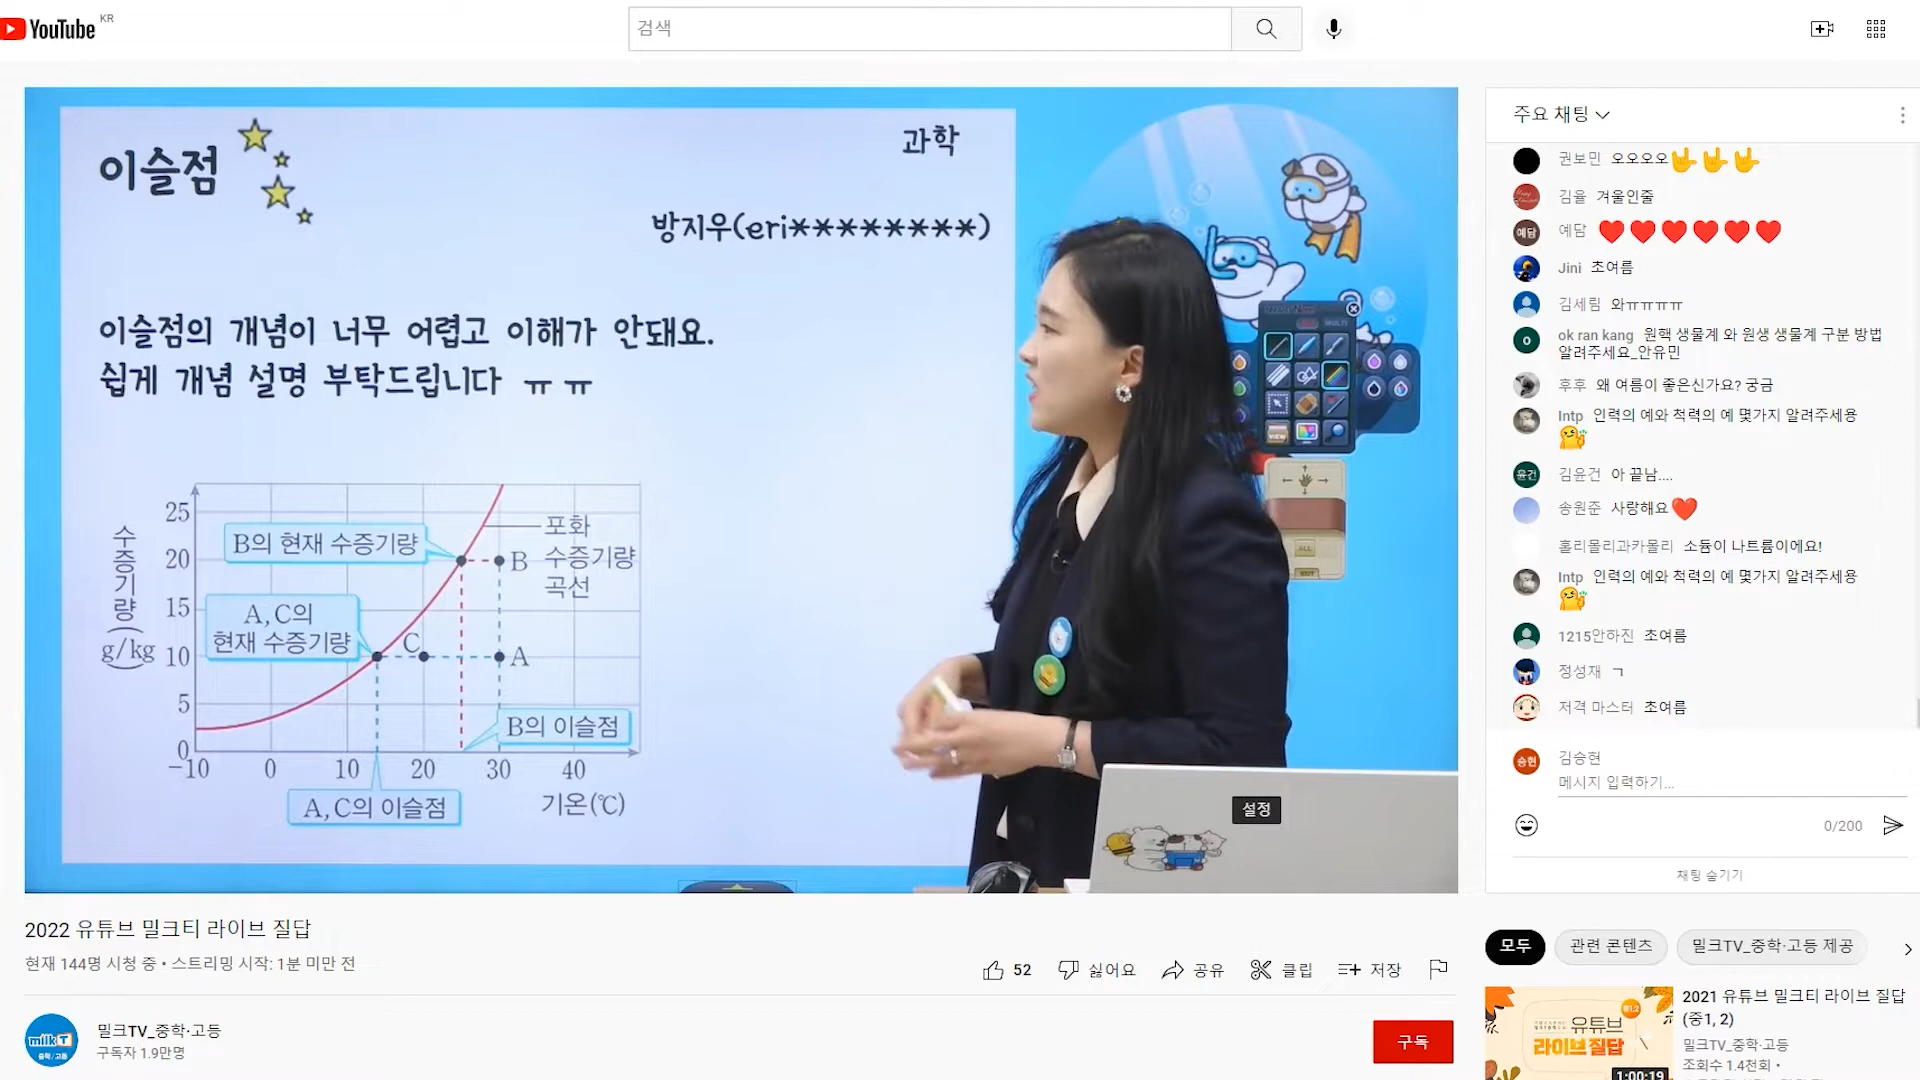 YouTube KR
검색
이슬점
과학
방지우(eri********)
이슬점의 개념이 너무 어렵고 이해가 안돼요.
쉽게 개념 설명 부탁드립니다 ㅠㅠ
수증기량(g/kg)
25
20
15
10
5
0
B의 현재 수증기량
A, C의
현재 수증기량
B
C
A
포화
수증기량
곡선
B의 이슬점
-10 0 10 20 30 40
A, C의 이슬점
기온(℃)
MULTI
VIEW
ALL
EXIT
설정
주요 채팅
권보민 오오오오
김율 겨울인줄
예담 예담
Jini 초여름
김세림 와ㅠㅠㅠㅠ
ok ran kang 원핵 생물계 와 원생 생물계 구분 방법
알려주세요_안유민
후후 왜 여름이 좋은신가요? 궁금
Intp 인력의 예와 척력의 예 몇가지 알려주세용
윤건 김윤건 아 끝남....
송원준 사랑해요
홀리몰리과카몰리 소듐이 나트륨이에요!
Intp 인력의 예와 척력의 예 몇가지 알려주세용
1215안하진 초여름
정성재 ㄱ
저격 마스터 초여름
승현 김승현
메시지 입력하기...
0/200
채팅 숨기기
2022 유튜브 밀크티 라이브 질답
현재 144명 시청 중 • 스트리밍 시작: 1분 미만 전
52 싫어요 공유 클립 저장
milkT
중학/고등
밀크TV_중학·고등
구독자 1.9만명
구독
모두 관련 콘텐츠 밀크TV_중학·고등 제공
유튜브
라이브 질답
1:00:19
2021 유튜브 밀크티 라이브 질답
(중1, 2)
밀크TV_중학·고등
조회수 1.4천회 •